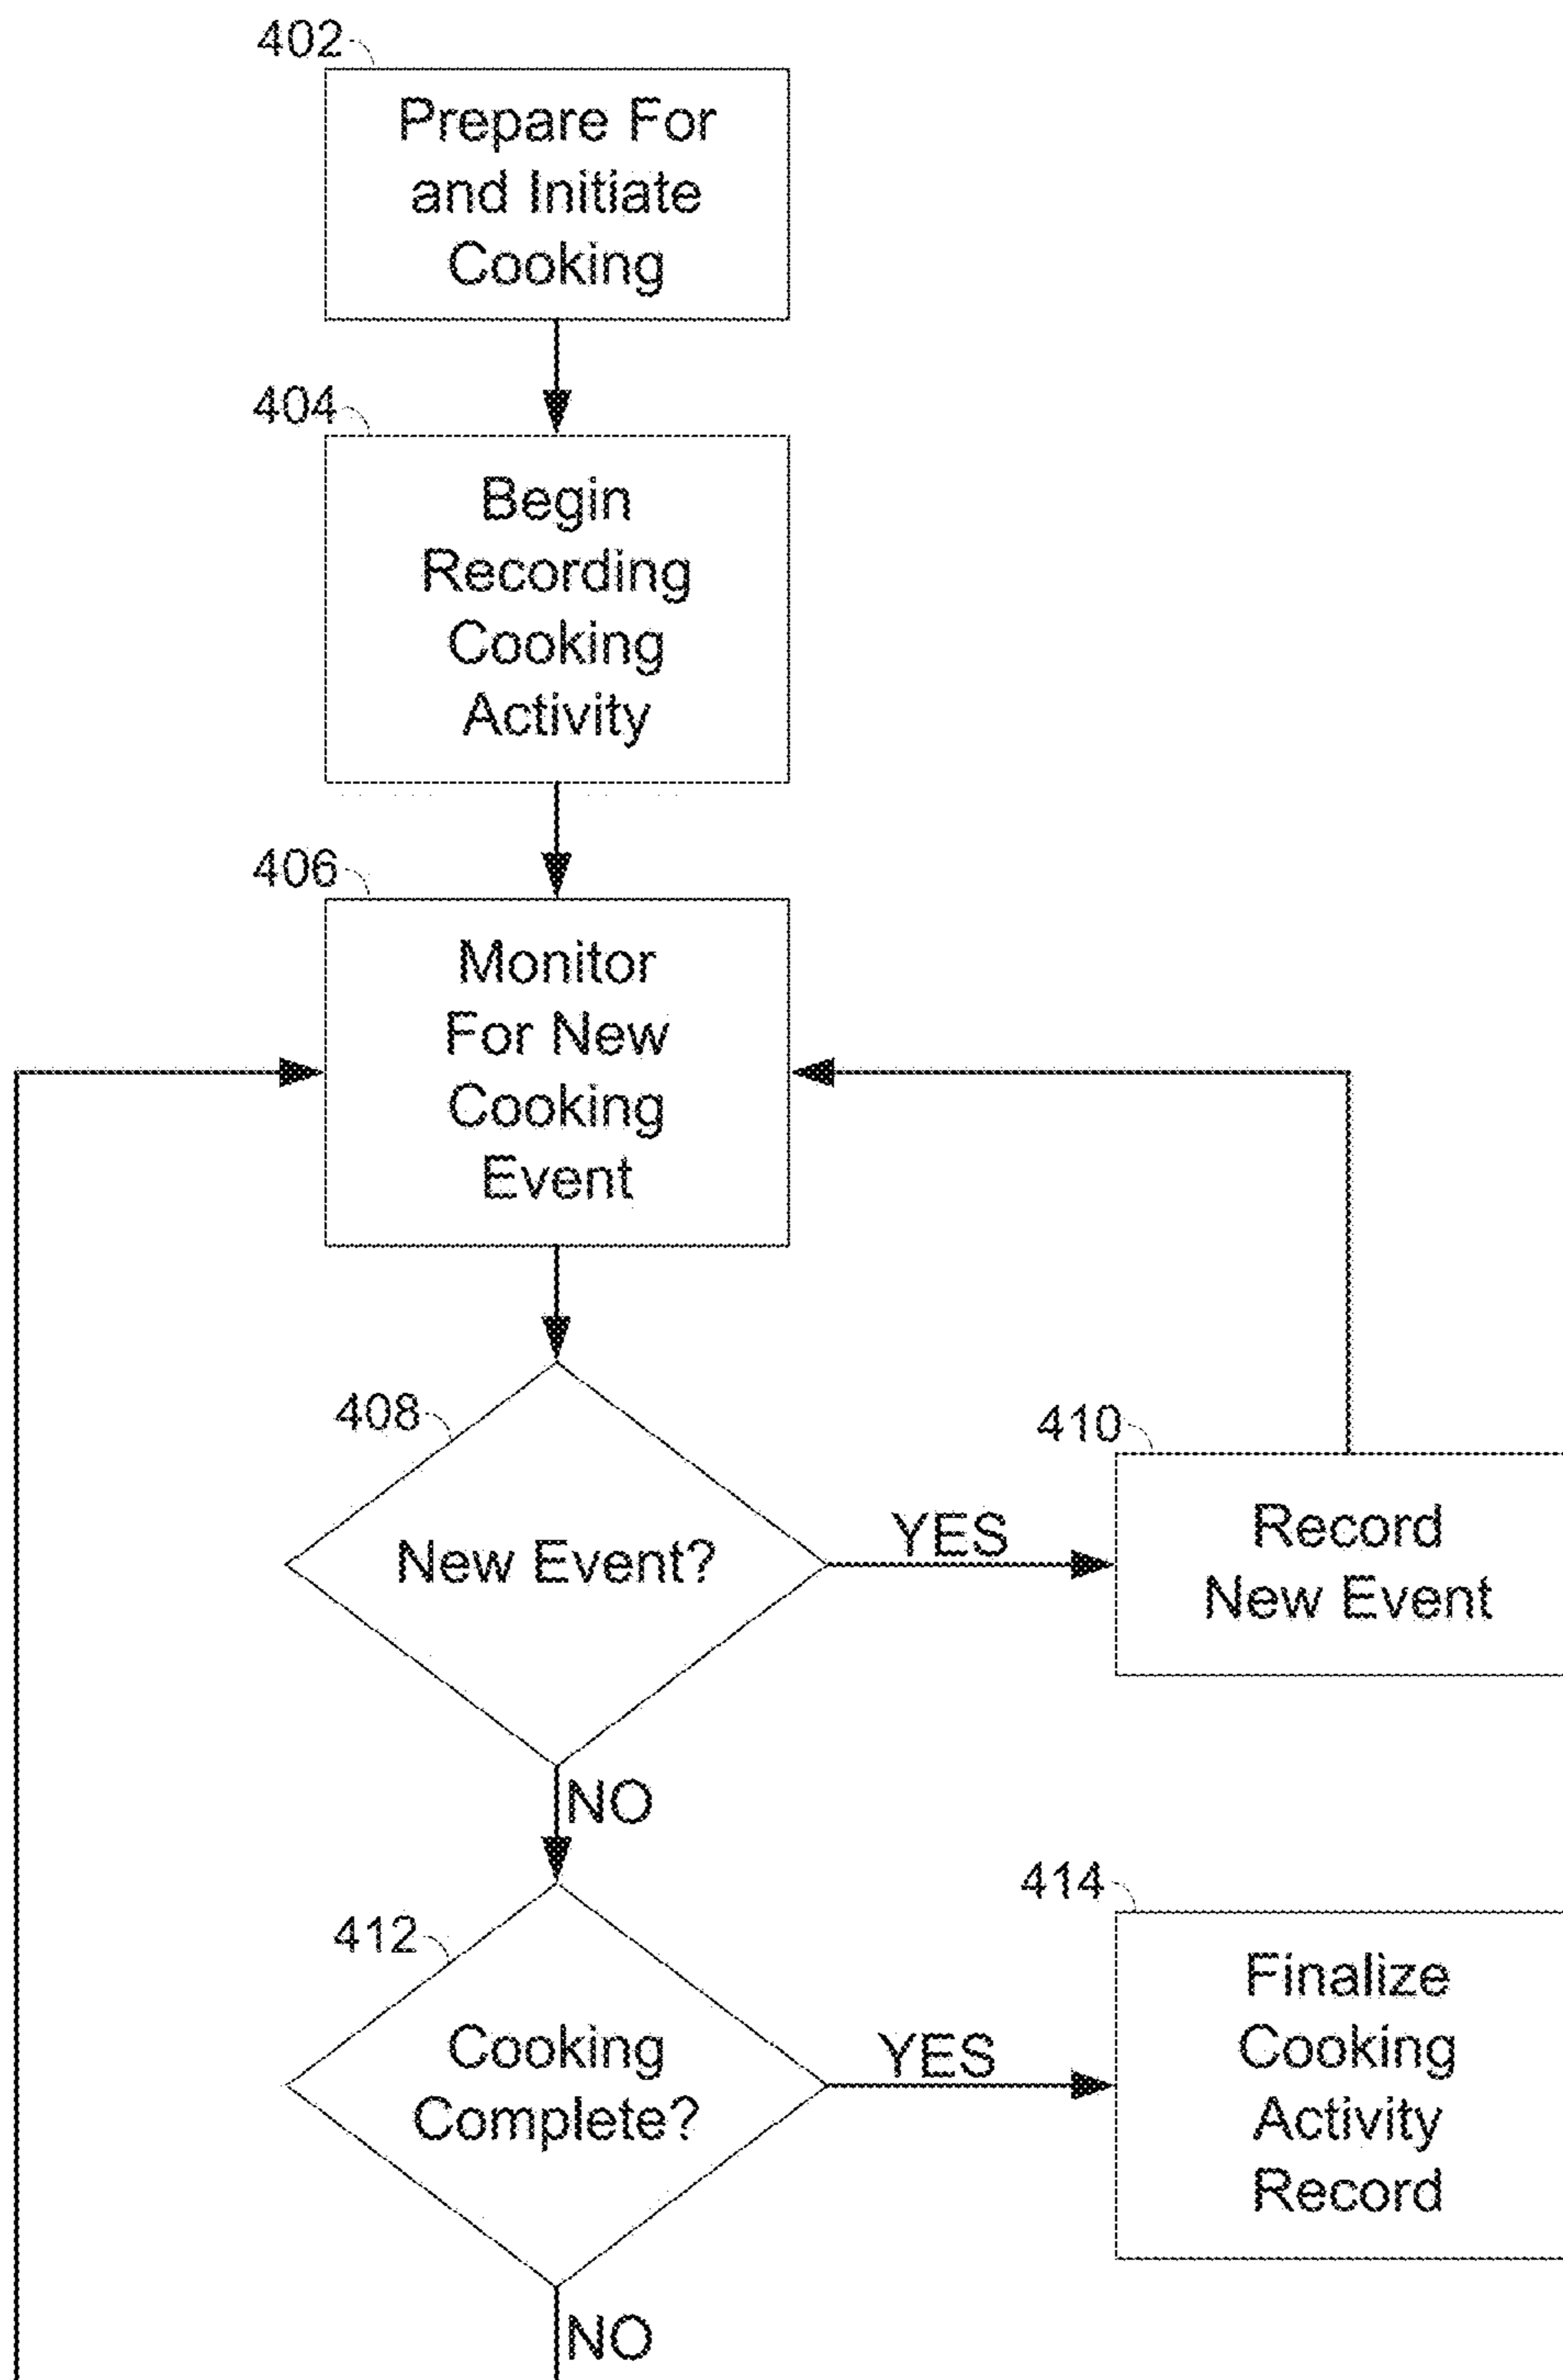 402
Prepare For
and Initiate
Cooking
404
Begin
Recording
Cooking
Activity
406
Monitor
For New
Cooking
Event
408
New Event?
YES
410
Record
New Event
NO
412
Cooking
Complete?
YES
414
Finalize
Cooking
Activity
Record
NO